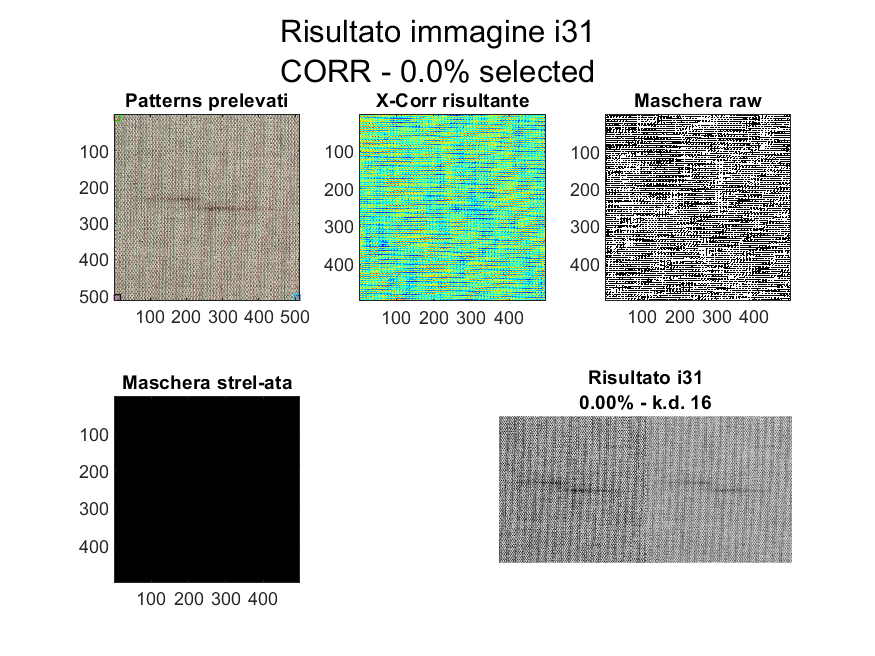 Risultato immagine i31
CORR - 0.0% selected
Patterns prelevati
100
200
300
400
500
100 200 300 400 500
X-Corr risultante
100
200
300
400
100 200 300 400
Maschera raw
100
200
300
400
100 200 300 400
Maschera strel-ata
100
200
300
400
100 200 300 400
Risultato i31
0.00% - k.d. 16